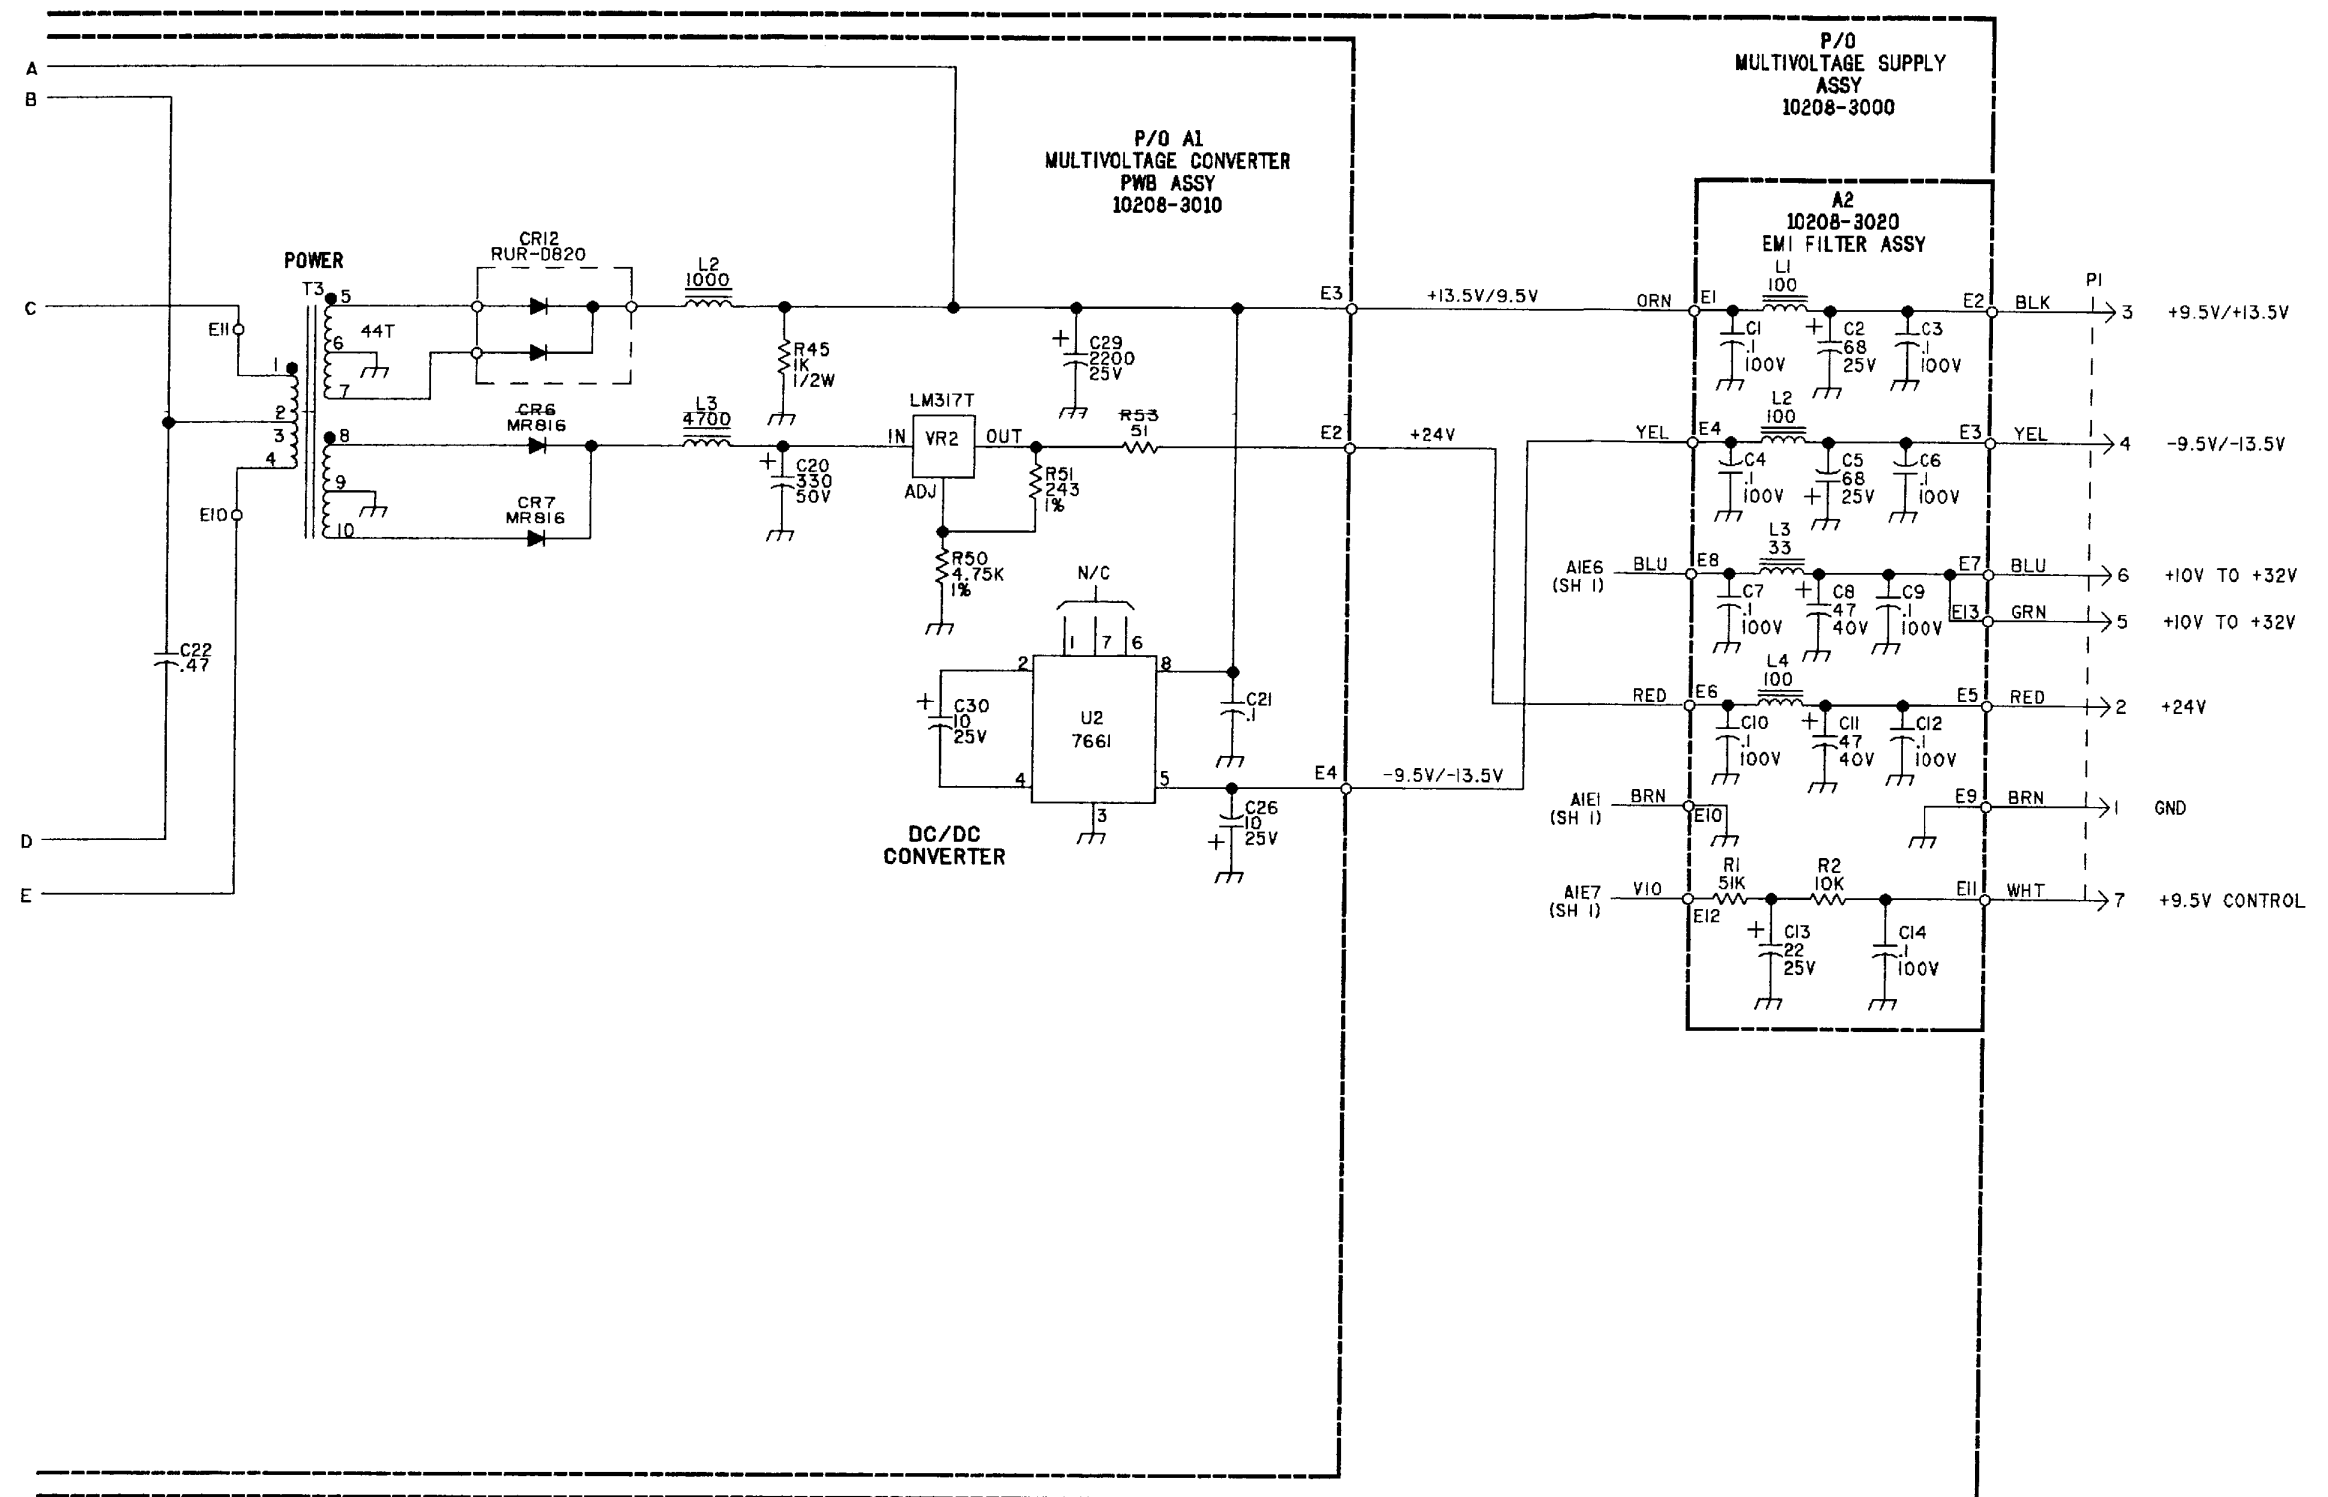 P/O
MULTIVOLTAGE SUPPLY
ASSY
10208-3000
A
B
P/O A1
MULTIVOLTAGE CONVERTER
PWB ASSY
10208-3010
A2
10208-3020
EMI FILTER ASSY
POWER
CR12
RUR-D820
L2
1000
T3
5
44T
6
7
C
E11
1
2
3
4
E10
8
9
10
CR6
MR816
CR7
MR816
L3
4700
R45
1K
1/2W
+
C20
330
50V
LM317T
IN
VR2
OUT
ADJ
R51
243
1%
R50
4.75K
1%
R53
51
+
C29
2200
25V
E3
+13.5V/9.5V
E2
+24V
N/C
1
7
6
2
8
U2
7661
4
5
3
+
C30
10
25V
C21
.1
E4
-9.5V/-13.5V
C26
10
25V
+
DC/DC
CONVERTER
C22
.47
D
E
ORN
E1
L1
100
E2
BLK
P1
3
+9.5V/+13.5V
C1
.1
100V
+
C2
68
25V
C3
.1
100V
YEL
E4
L2
100
E3
YEL
4
-9.5V/-13.5V
C4
.1
100V
C5
68
25V
+
C6
.1
100V
A1E6
(SH 1)
BLU
E8
L3
33
E7
BLU
6
+10V TO +32V
C7
.1
100V
+
C8
47
40V
C9
.1
100V
E13
GRN
5
+10V TO +32V
RED
E6
L4
100
E5
RED
2
+24V
C10
.1
100V
+
C11
47
40V
C12
.1
100V
A1E1
(SH 1)
BRN
E10
E9
BRN
1
GND
A1E7
(SH 1)
VIO
E12
R1
51K
R2
10K
E11
WHT
7
+9.5V CONTROL
+
C13
22
25V
C14
.1
100V